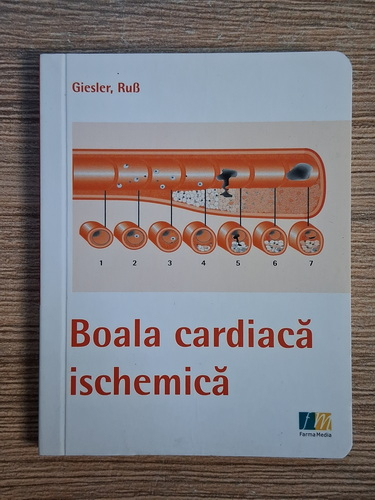 Giesler, Ruß
1 2 3 4 5 6 7
Boala cardiacă
ischemică
FarmaMedia